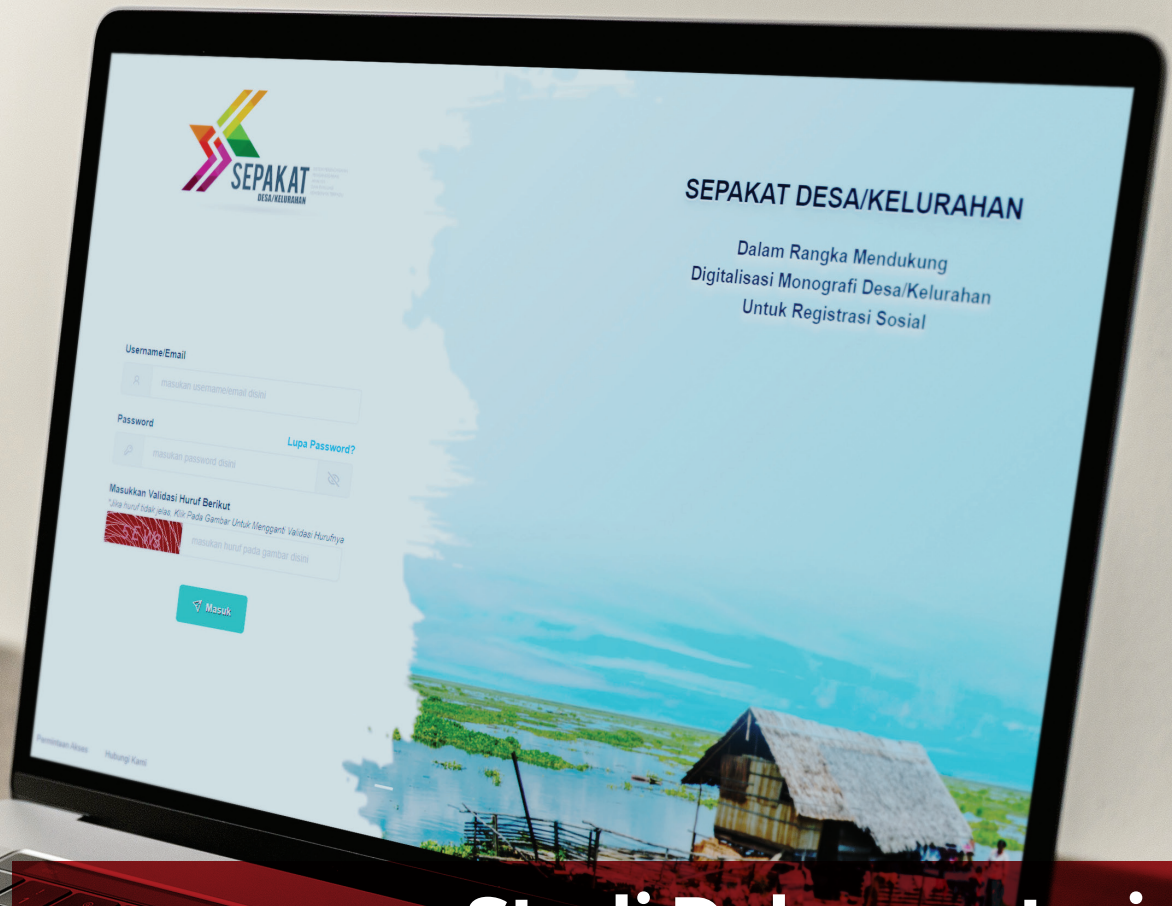 SEPAKAT
DESA/KELURAHAN
Username/Email
masukan username/email disini
Password
Lupa Password?
masukan password disini
Masukkan Validasi Huruf Berikut
*Jika huruf tidak jelas, Klik Pada Gambar Untuk Mengganti Validasi Hurufnya
masukan huruf pada gambar disini
Masuk
Permintaan Akses
Hubungi Kami
SEPAKAT DESA/KELURAHAN
Dalam Rangka Mendukung
Digitalisasi Monografi Desa/Kelurahan
Untuk Registrasi Sosial